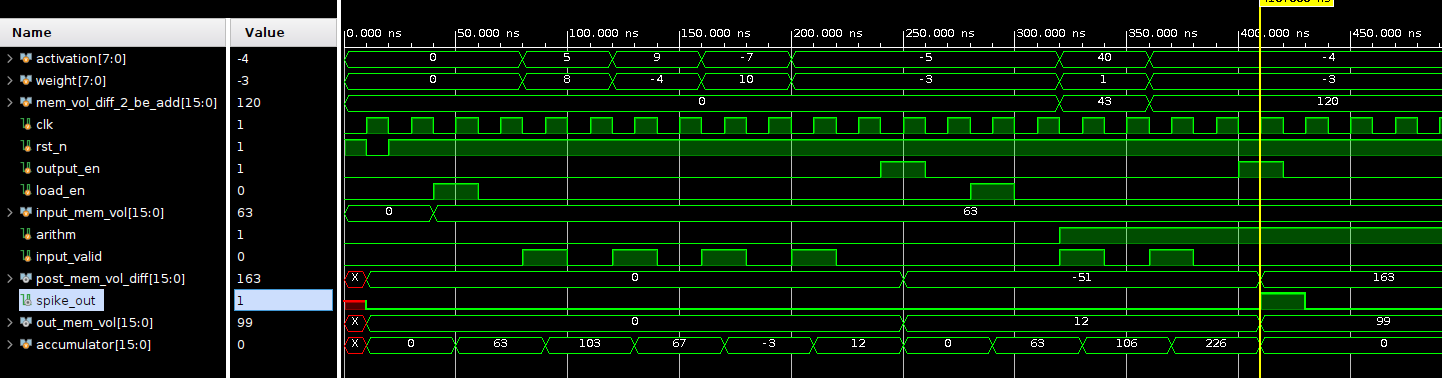 Name Value
0.000 ns 50.000 ns 100.000 ns 150.000 ns 200.000 ns 250.000 ns 300.000 ns 350.000 ns 400.000 ns 450.000 ns
activation[7:0] -4 0 5 9 -7 -5 40 -4
weight[7:0] -3 0 8 -4 10 -3 1 -3
mem_vol_diff_2_be_add[15:0] 120 0 43 120
clk 1
rst_n 1
output_en 1
load_en 0
input_mem_vol[15:0] 63 0 63
arithm 1
input_valid 0
post_mem_vol_diff[15:0] 163 X 0 -51 163
spike_out 1
out_mem_vol[15:0] 99 X 0 12 99
accumulator[15:0] 0 X 0 63 103 67 -3 12 0 63 106 226 0